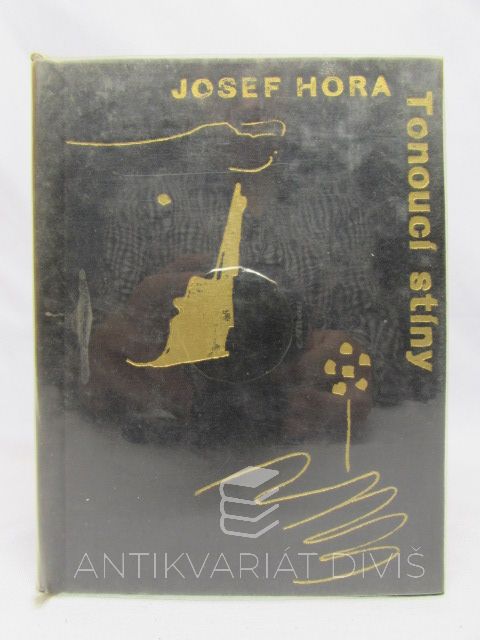 JOSEF HORA
Tonoucí stíny
ANTIKVARIÁT DIVIŠ